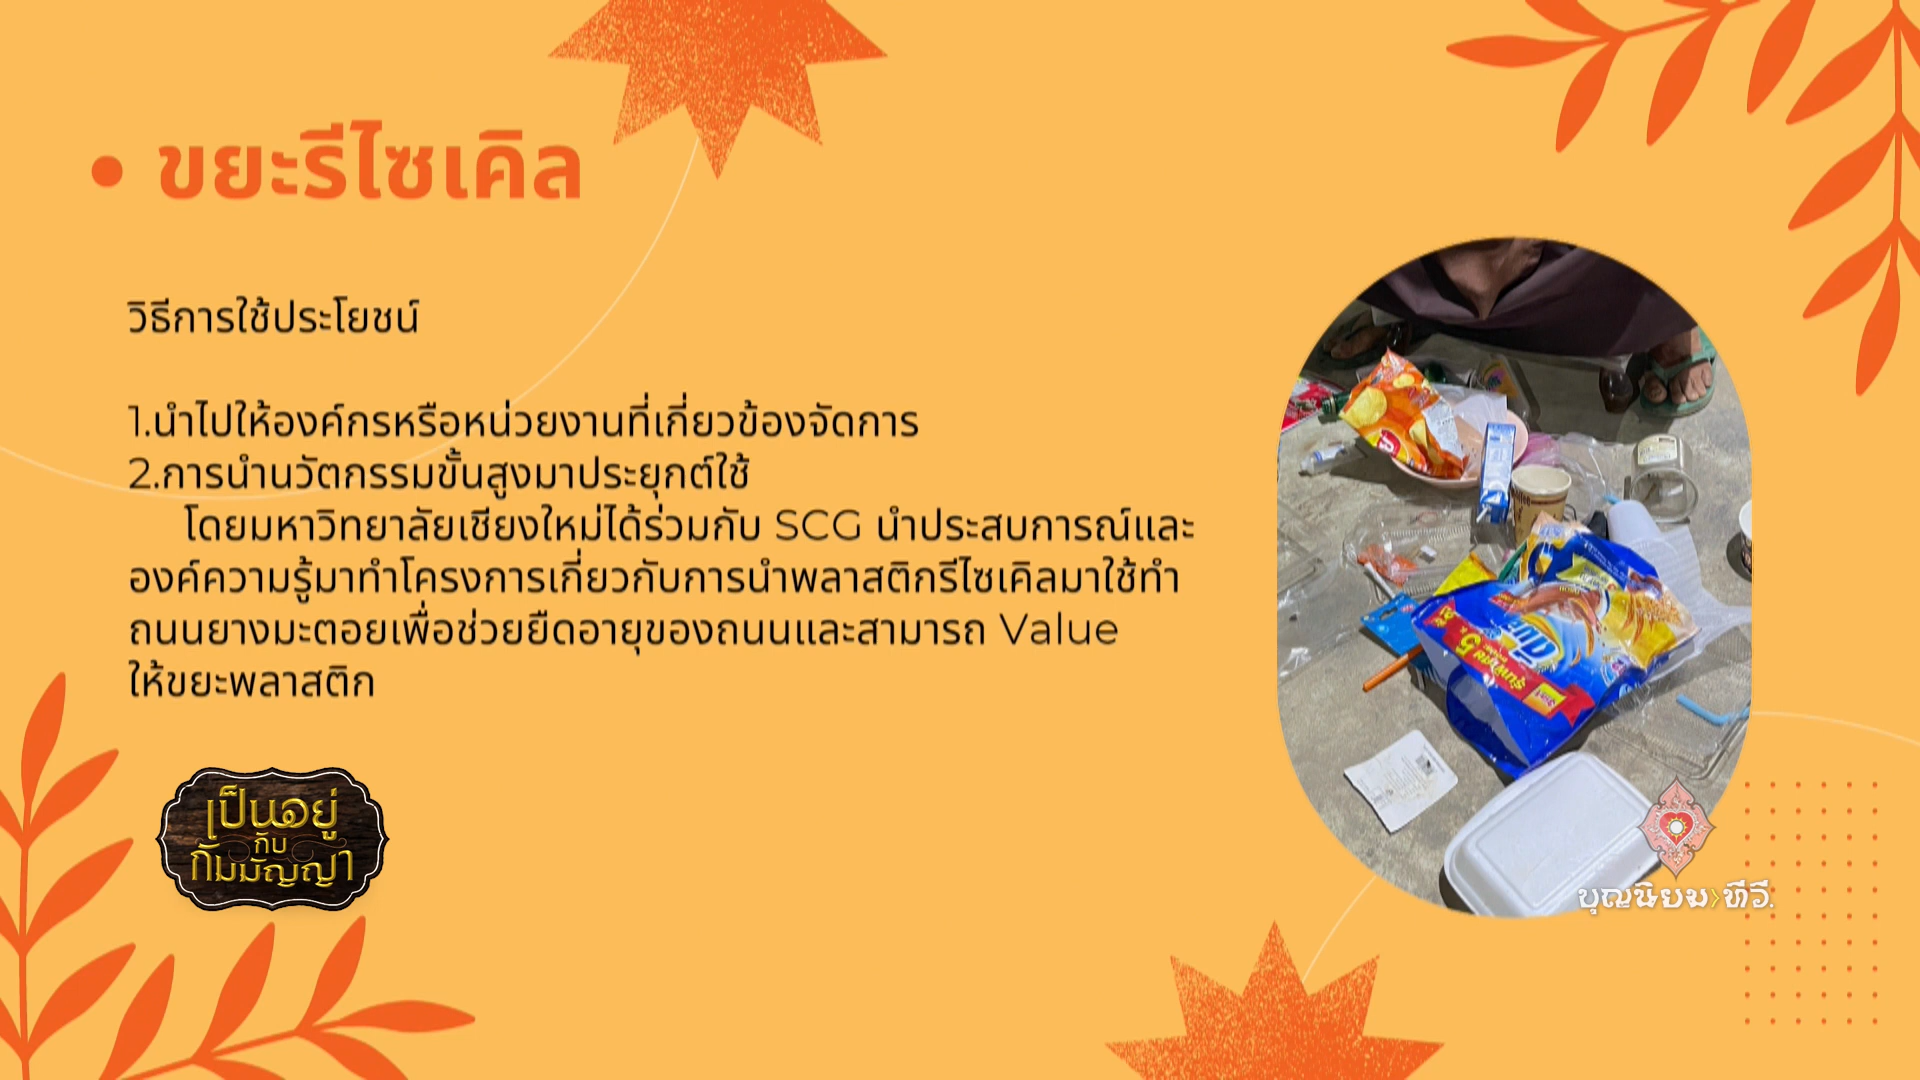 • ขยะรีไซเคิล
วิธีการใช้ประโยชน์
1.นำไปให้องค์กรหรือหน่วยงานที่เกี่ยวข้องจัดการ
2.การนำนวัตกรรมขั้นสูงมาประยุกต์ใช้
โดยมหาวิทยาลัยเชียงใหม่ได้ร่วมกับ SCG นำประสบการณ์และ
องค์ความรู้มาทำโครงการเกี่ยวกับการนำพลาสติกรีไซเคิลมาใช้ทำ
ถนนยางมะตอยเพื่อช่วยยืดอายุของถนนและสามารถ Value
ให้ขยะพลาสติก
เป็นอยู่
กับ
กัมมัญญา
บุญนิยม>ทีวี.